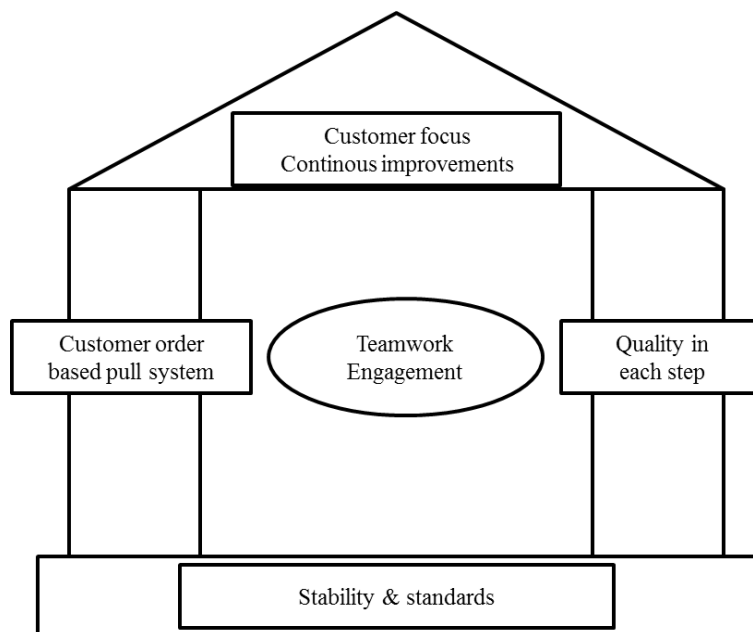 Customer focus
Continous improvements
Customer order
based pull system
Teamwork
Engagement
Quality in
each step
Stability & standards